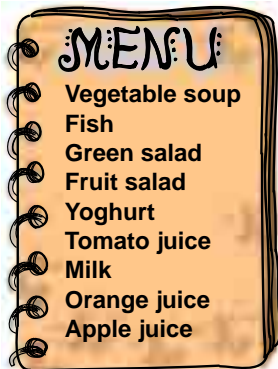 MENU
Vegetable soup
Fish
Green salad
Fruit salad
Yoghurt
Tomato juice
Milk
Orange juice
Apple juice